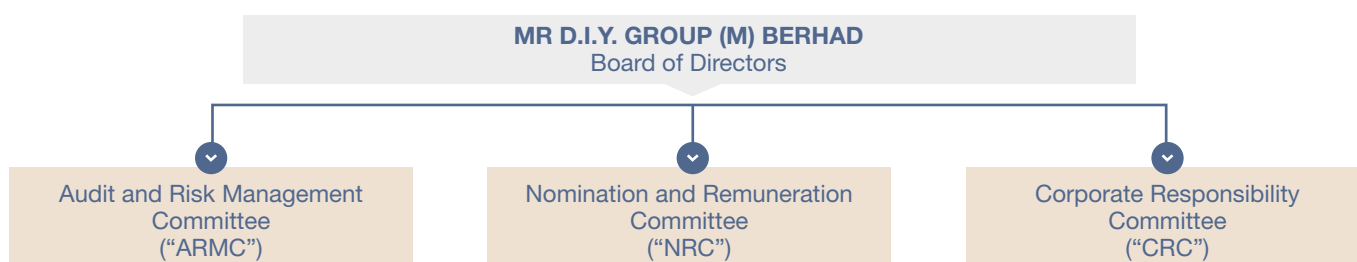 MR D.I.Y. GROUP (M) BERHAD
Board of Directors
Audit and Risk Management
Committee
(“ARMC”)
Nomination and Remuneration
Committee
(“NRC”)
Corporate Responsibility
Committee
(“CRC”)